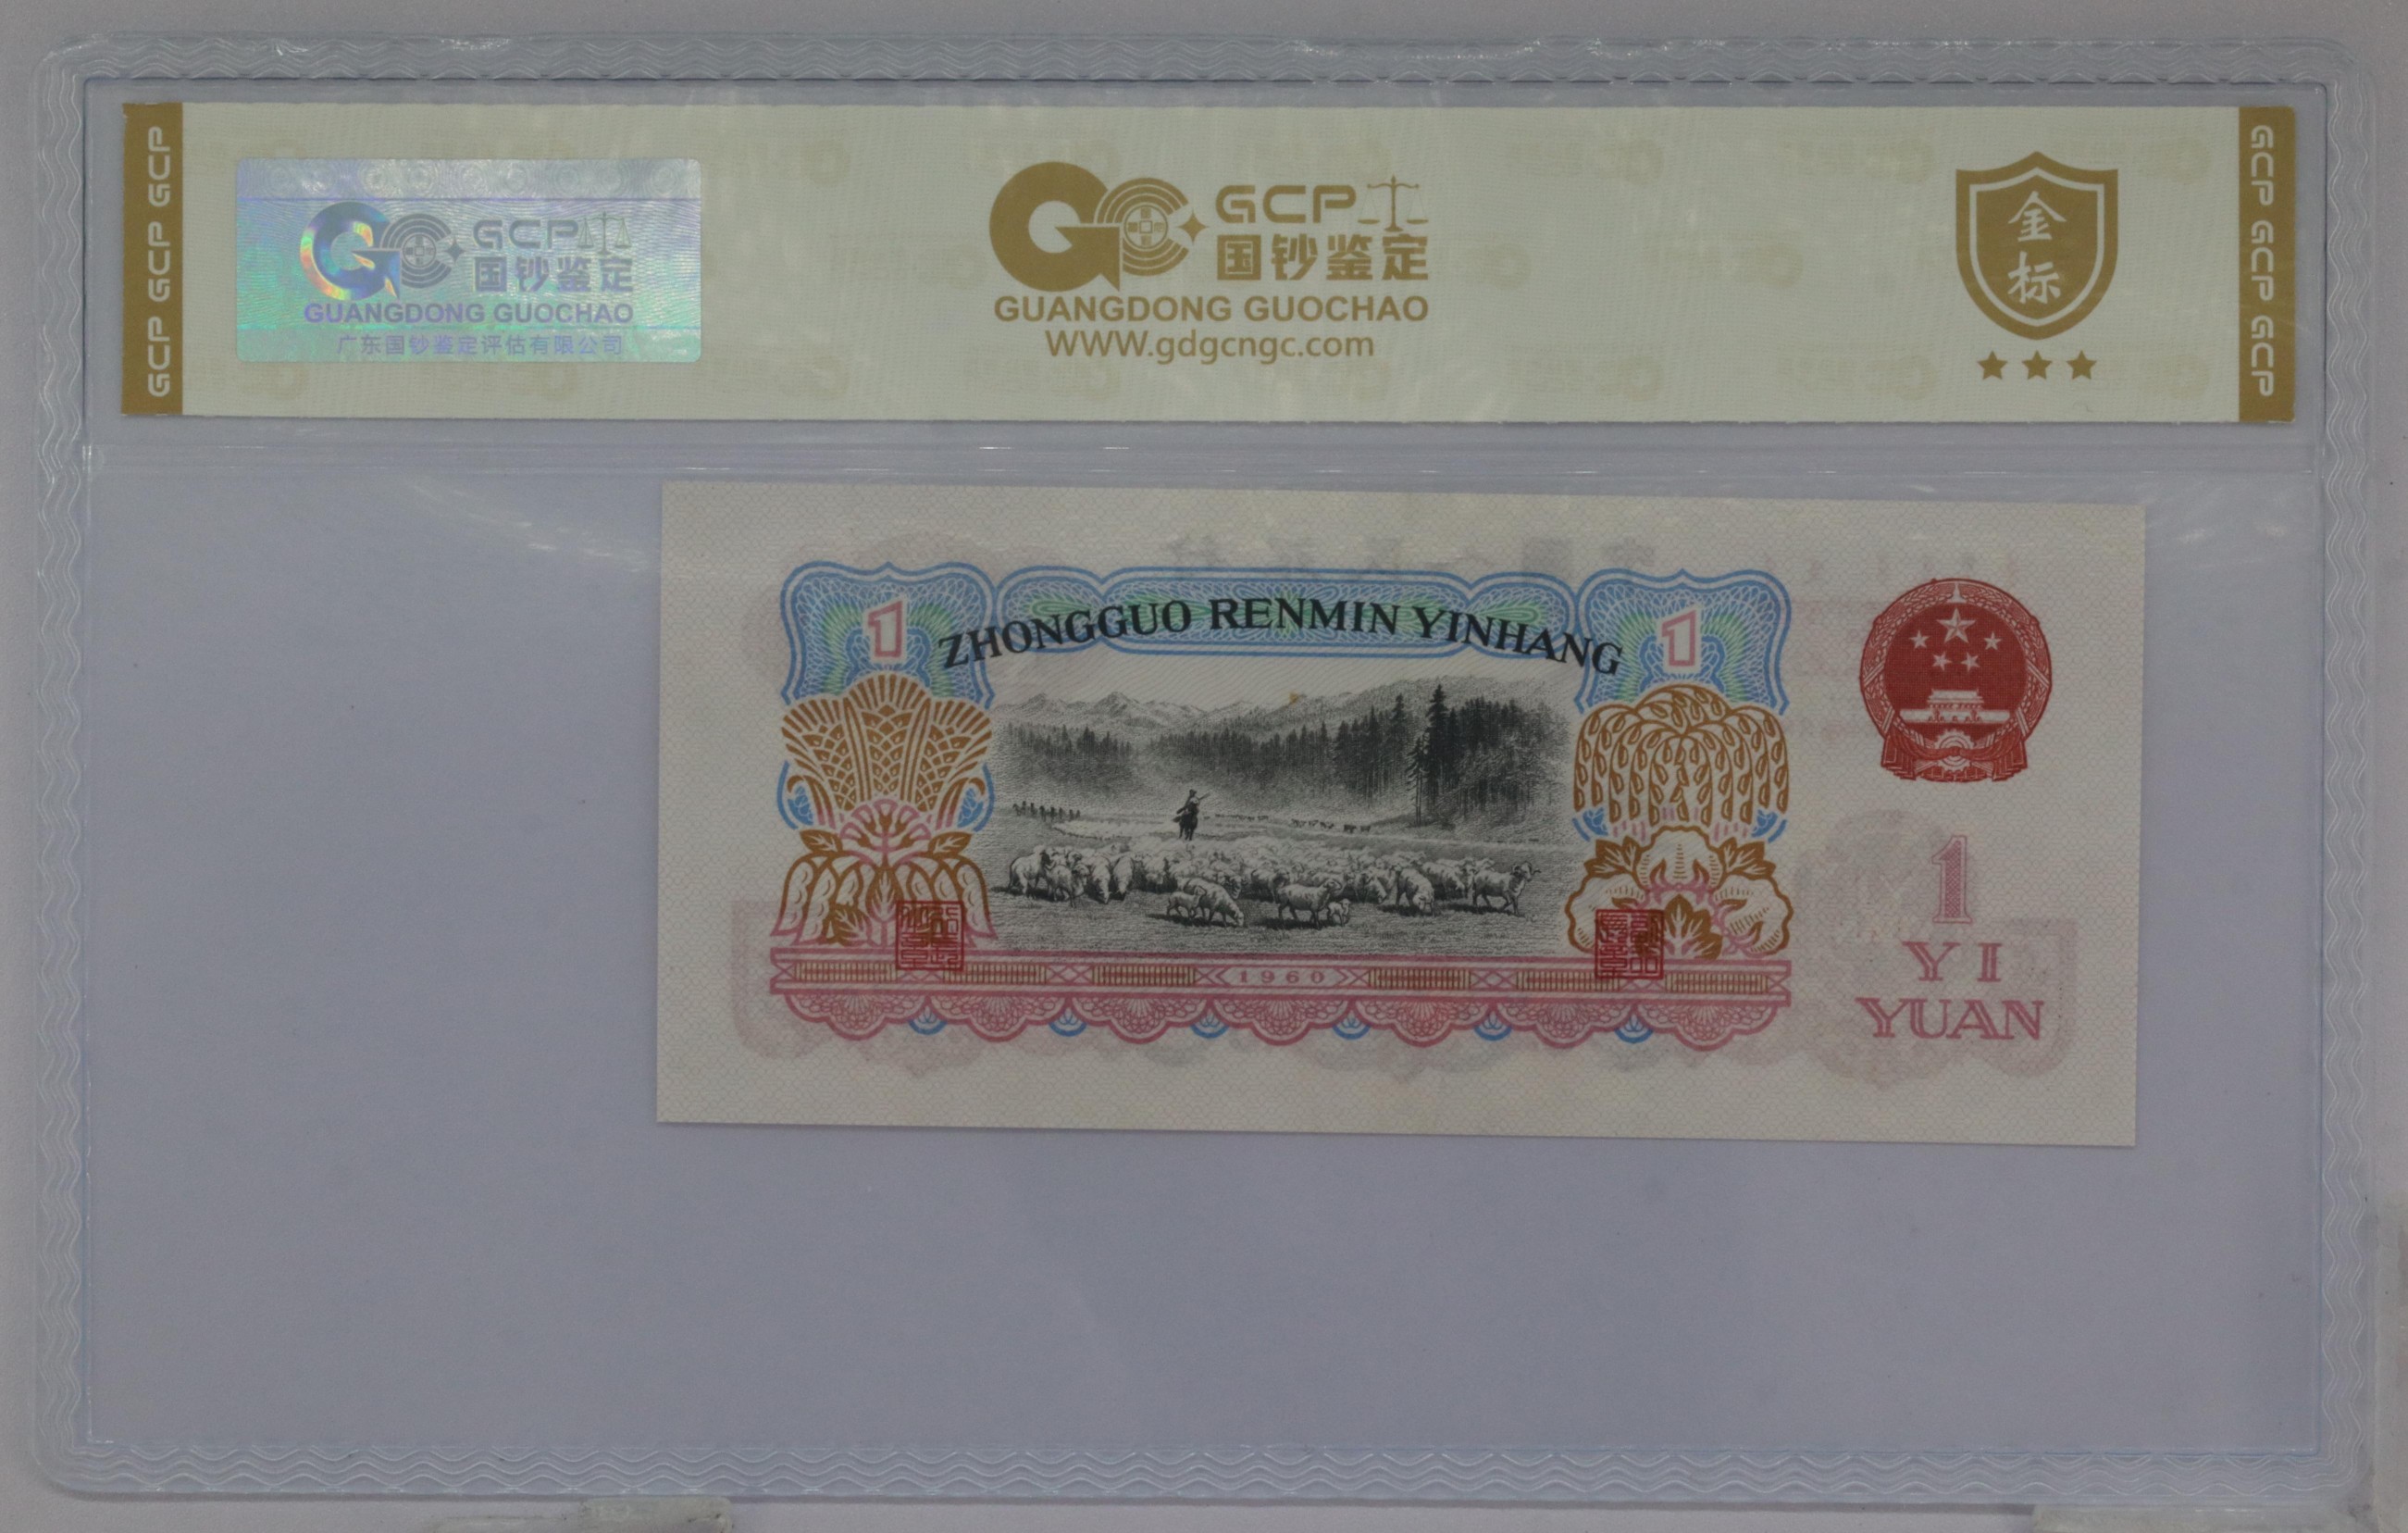 GCP GCP GCP
GCP
国钞鉴定
GUANGDONG GUOCHAO
广东国钞鉴定评估有限公司
GCP
国钞鉴定
GUANGDONG GUOCHAO
WWW.gdgcngc.com
金
标
GCP GCP GCP
1
ZHONGGUO RENMIN YINHANG
1
1960
1
YI
YUAN